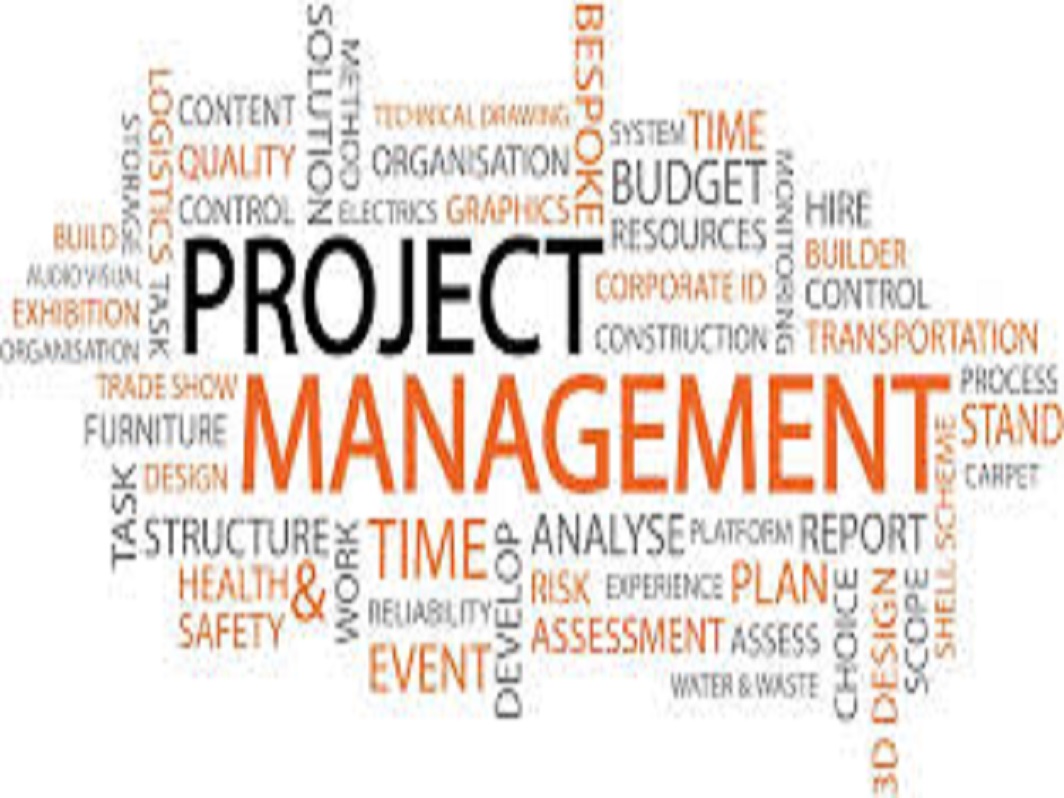 SOLUTION
METHOD
BESPOKE
LOGISTICS
STORAGE
CONTENT
QUALITY
CONTROL
TECHNICAL DRAWING
ORGANISATION
ELECTRICS GRAPHICS
SYSTEM TIME
BUDGET
RESOURCES
MONITORING
HIRE
BUILDER
CONTROL
TRANSPORTATION
BUILD
AUDIO VISUAL
EXHIBITION
ORGANISATION
TASK
PROJECT
CORPORATE ID
CONSTRUCTION
TRADE SHOW
FURNITURE
DESIGN
MANAGEMENT
PROCESS
STAND
CARPET
SHELL SCHEME
TASK
STRUCTURE
HEALTH &
SAFETY
WORK
TIME
RELIABILITY
EVENT
DEVELOP
ANALYSE PLATFORM REPORT
RISK EXPERIENCE PLAN
ASSESSMENT ASSESS
WATER & WASTE
CHOICE
3D DESIGN
SCOPE